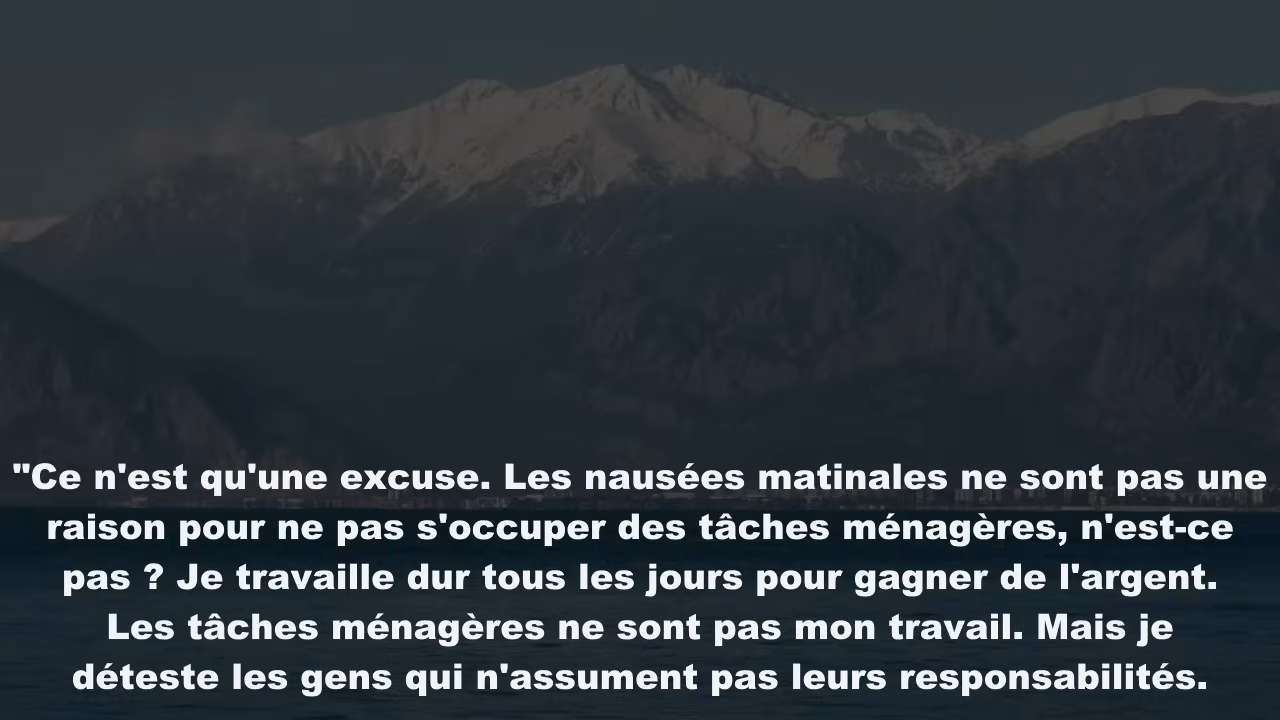 "Ce n'est qu'une excuse. Les nausées matinales ne sont pas une
raison pour ne pas s'occuper des tâches ménagères, n'est-ce
pas ? Je travaille dur tous les jours pour gagner de l'argent.
Les tâches ménagères ne sont pas mon travail. Mais je
déteste les gens qui n'assument pas leurs responsabilités.